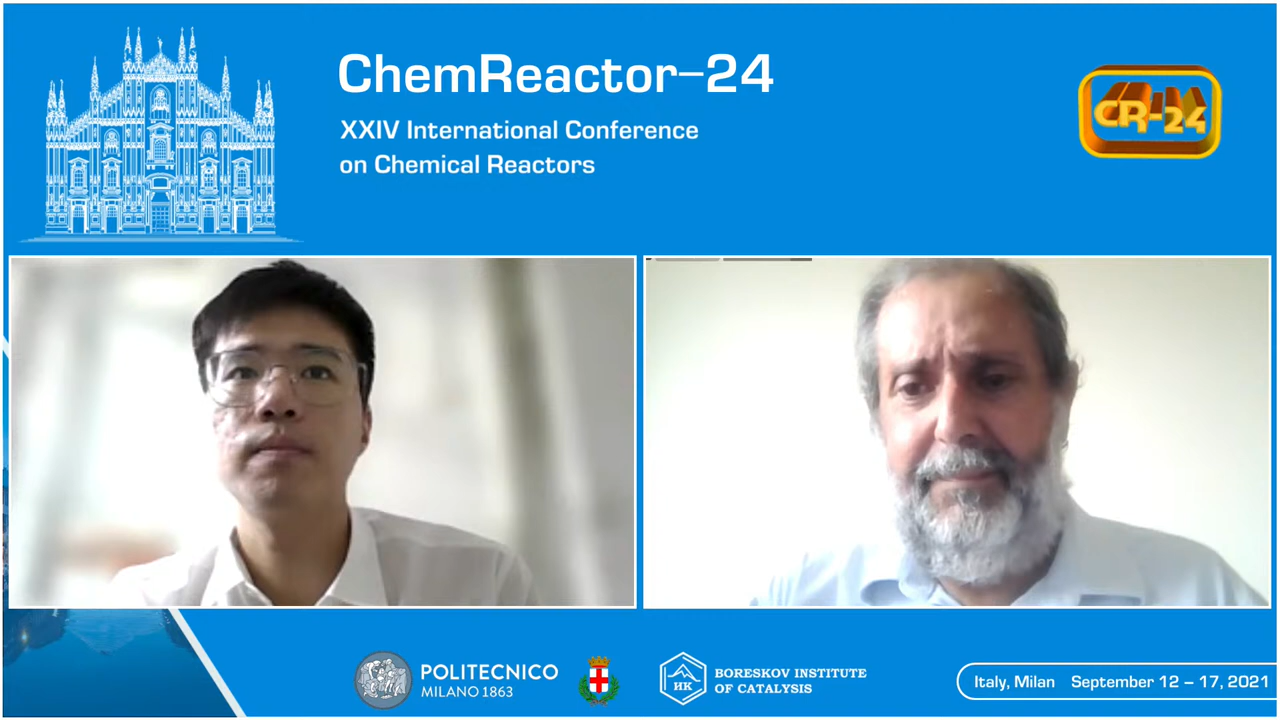 ChemReactor–24
XXIV International Conference
on Chemical Reactors
CR-24
POLITECNICO
MILANO 1863
НК
BORESKOV INSTITUTE
OF CATALYSIS
Italy, Milan September 12 – 17, 2021